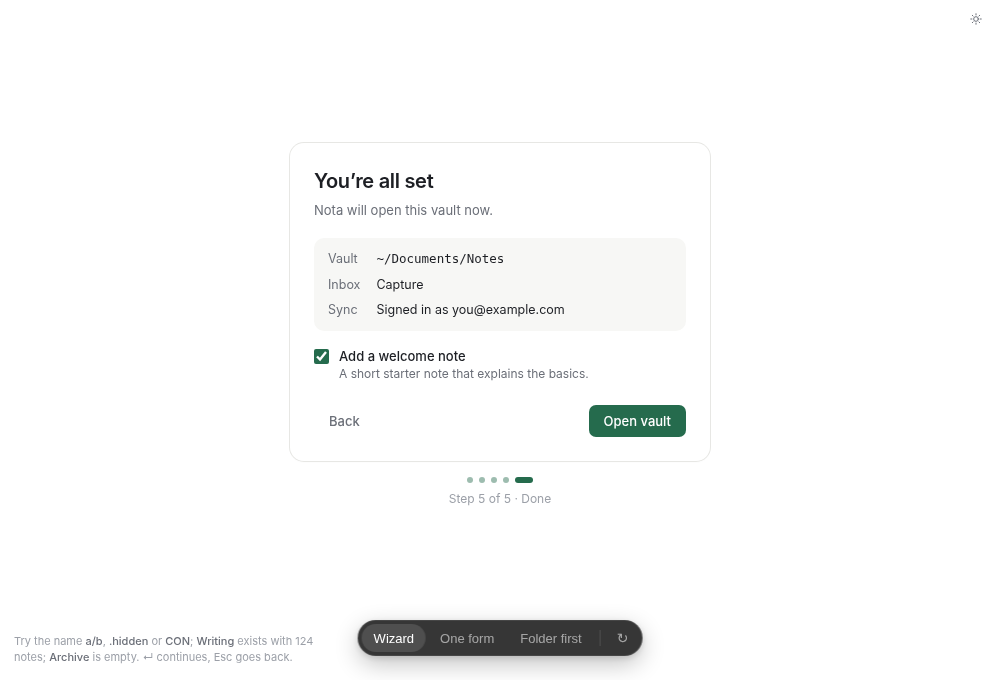 You’re all set
Nota will open this vault now.
Vault ~/Documents/Notes
Inbox Capture
Sync Signed in as you@example.com
Add a welcome note
A short starter note that explains the basics.
Back Open vault
Step 5 of 5 · Done
Try the name a/b, .hidden or CON; Writing exists with 124
notes; Archive is empty. ↵ continues, Esc goes back.
Wizard One form Folder first ↻